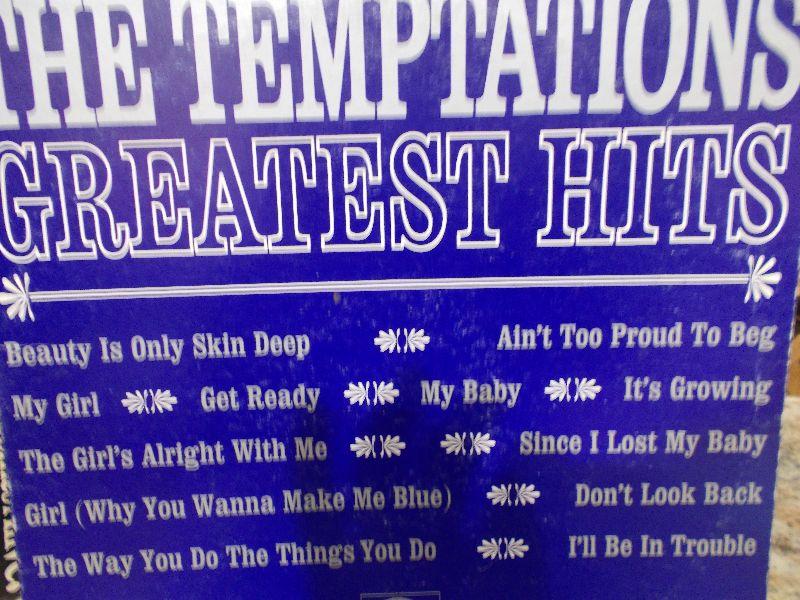 THE TEMPTATIONS
GREATEST HITS
Beauty Is Only Skin Deep Ain't Too Proud To Beg
My Girl Get Ready My Baby It's Growing
The Girl's Alright With Me Since I Lost My Baby
Girl (Why You Wanna Make Me Blue) Don't Look Back
The Way You Do The Things You Do I'll Be In Trouble